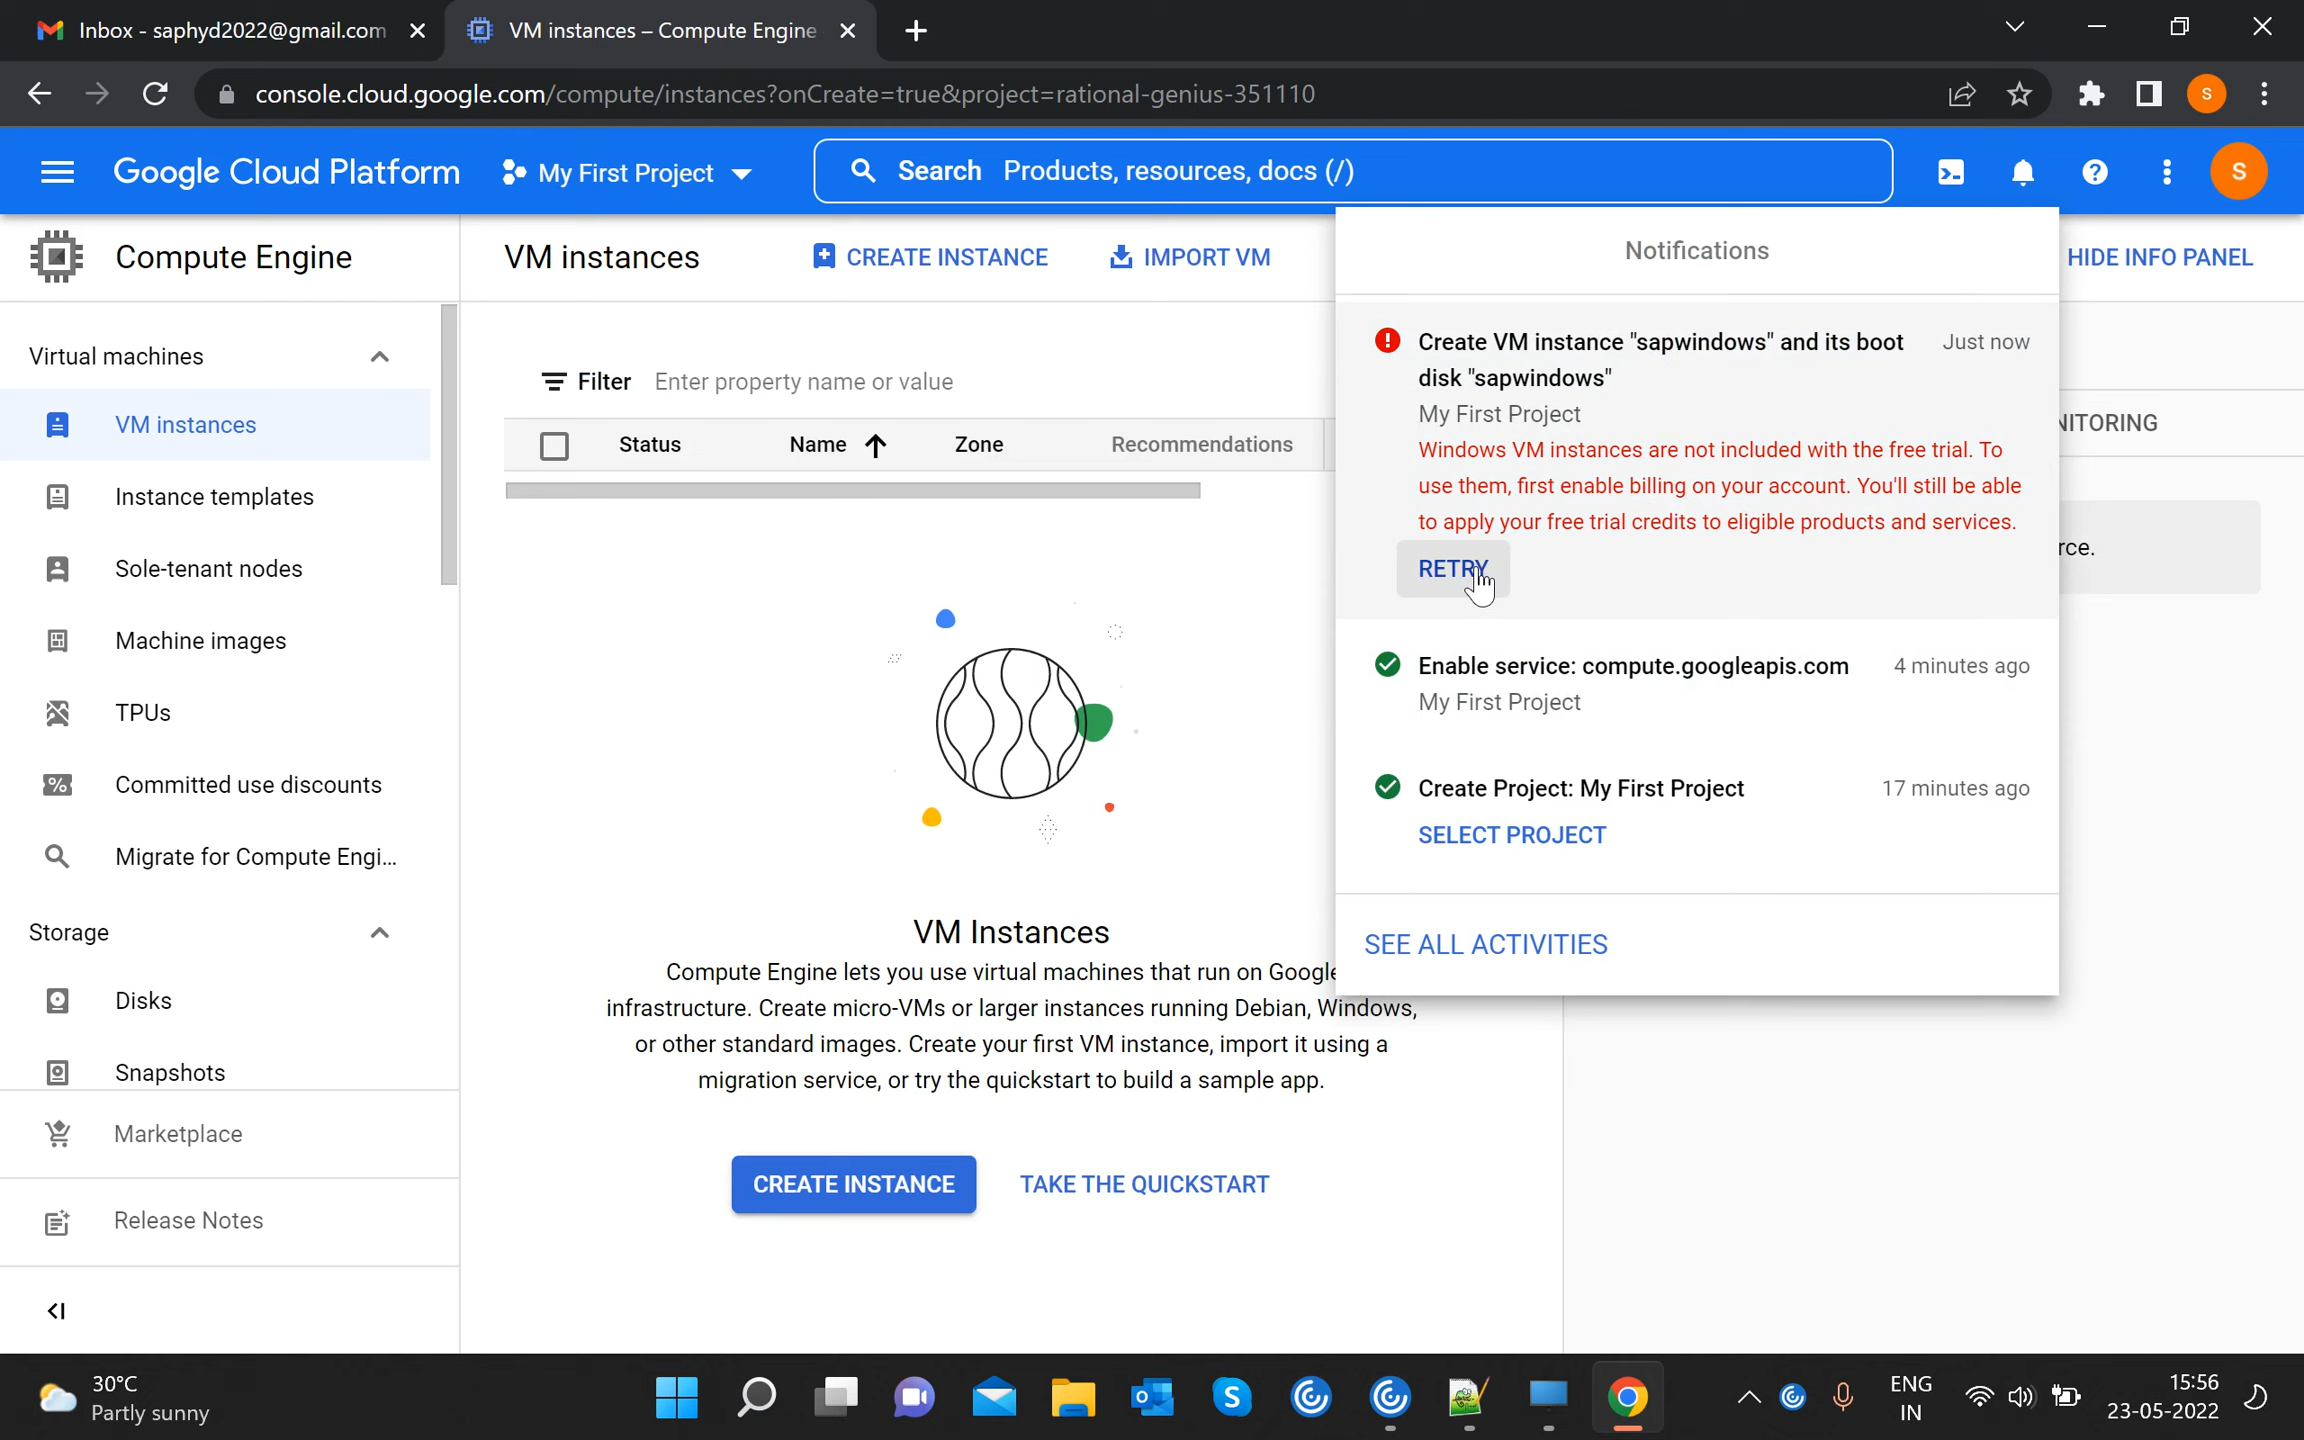 Inbox - saphyd2022@gmail.com
VM instances – Compute Engine
console.cloud.google.com/compute/instances?onCreate=true&project=rational-genius-351110
S
Google Cloud Platform
My First Project
Search Products, resources, docs (/)
S
Compute Engine
VM instances
CREATE INSTANCE
IMPORT VM
HIDE INFO PANEL
Virtual machines
VM instances
Instance templates
Sole-tenant nodes
Machine images
TPUs
Committed use discounts
Migrate for Compute Engi...
Storage
Disks
Snapshots
Marketplace
Release Notes
Filter Enter property name or value
Status Name Zone Recommendations
VM Instances
Compute Engine lets you use virtual machines that run on Google
infrastructure. Create micro-VMs or larger instances running Debian, Windows,
or other standard images. Create your first VM instance, import it using a
migration service, or try the quickstart to build a sample app.
CREATE INSTANCE
TAKE THE QUICKSTART
Notifications
Create VM instance "sapwindows" and its boot Just now
disk "sapwindows"
My First Project
Windows VM instances are not included with the free trial. To
use them, first enable billing on your account. You'll still be able
to apply your free trial credits to eligible products and services.
RETRY
Enable service: compute.googleapis.com 4 minutes ago
My First Project
Create Project: My First Project 17 minutes ago
SELECT PROJECT
SEE ALL ACTIVITIES
NITORING
rce.
30°C
Partly sunny
ENG
IN
15:56
23-05-2022